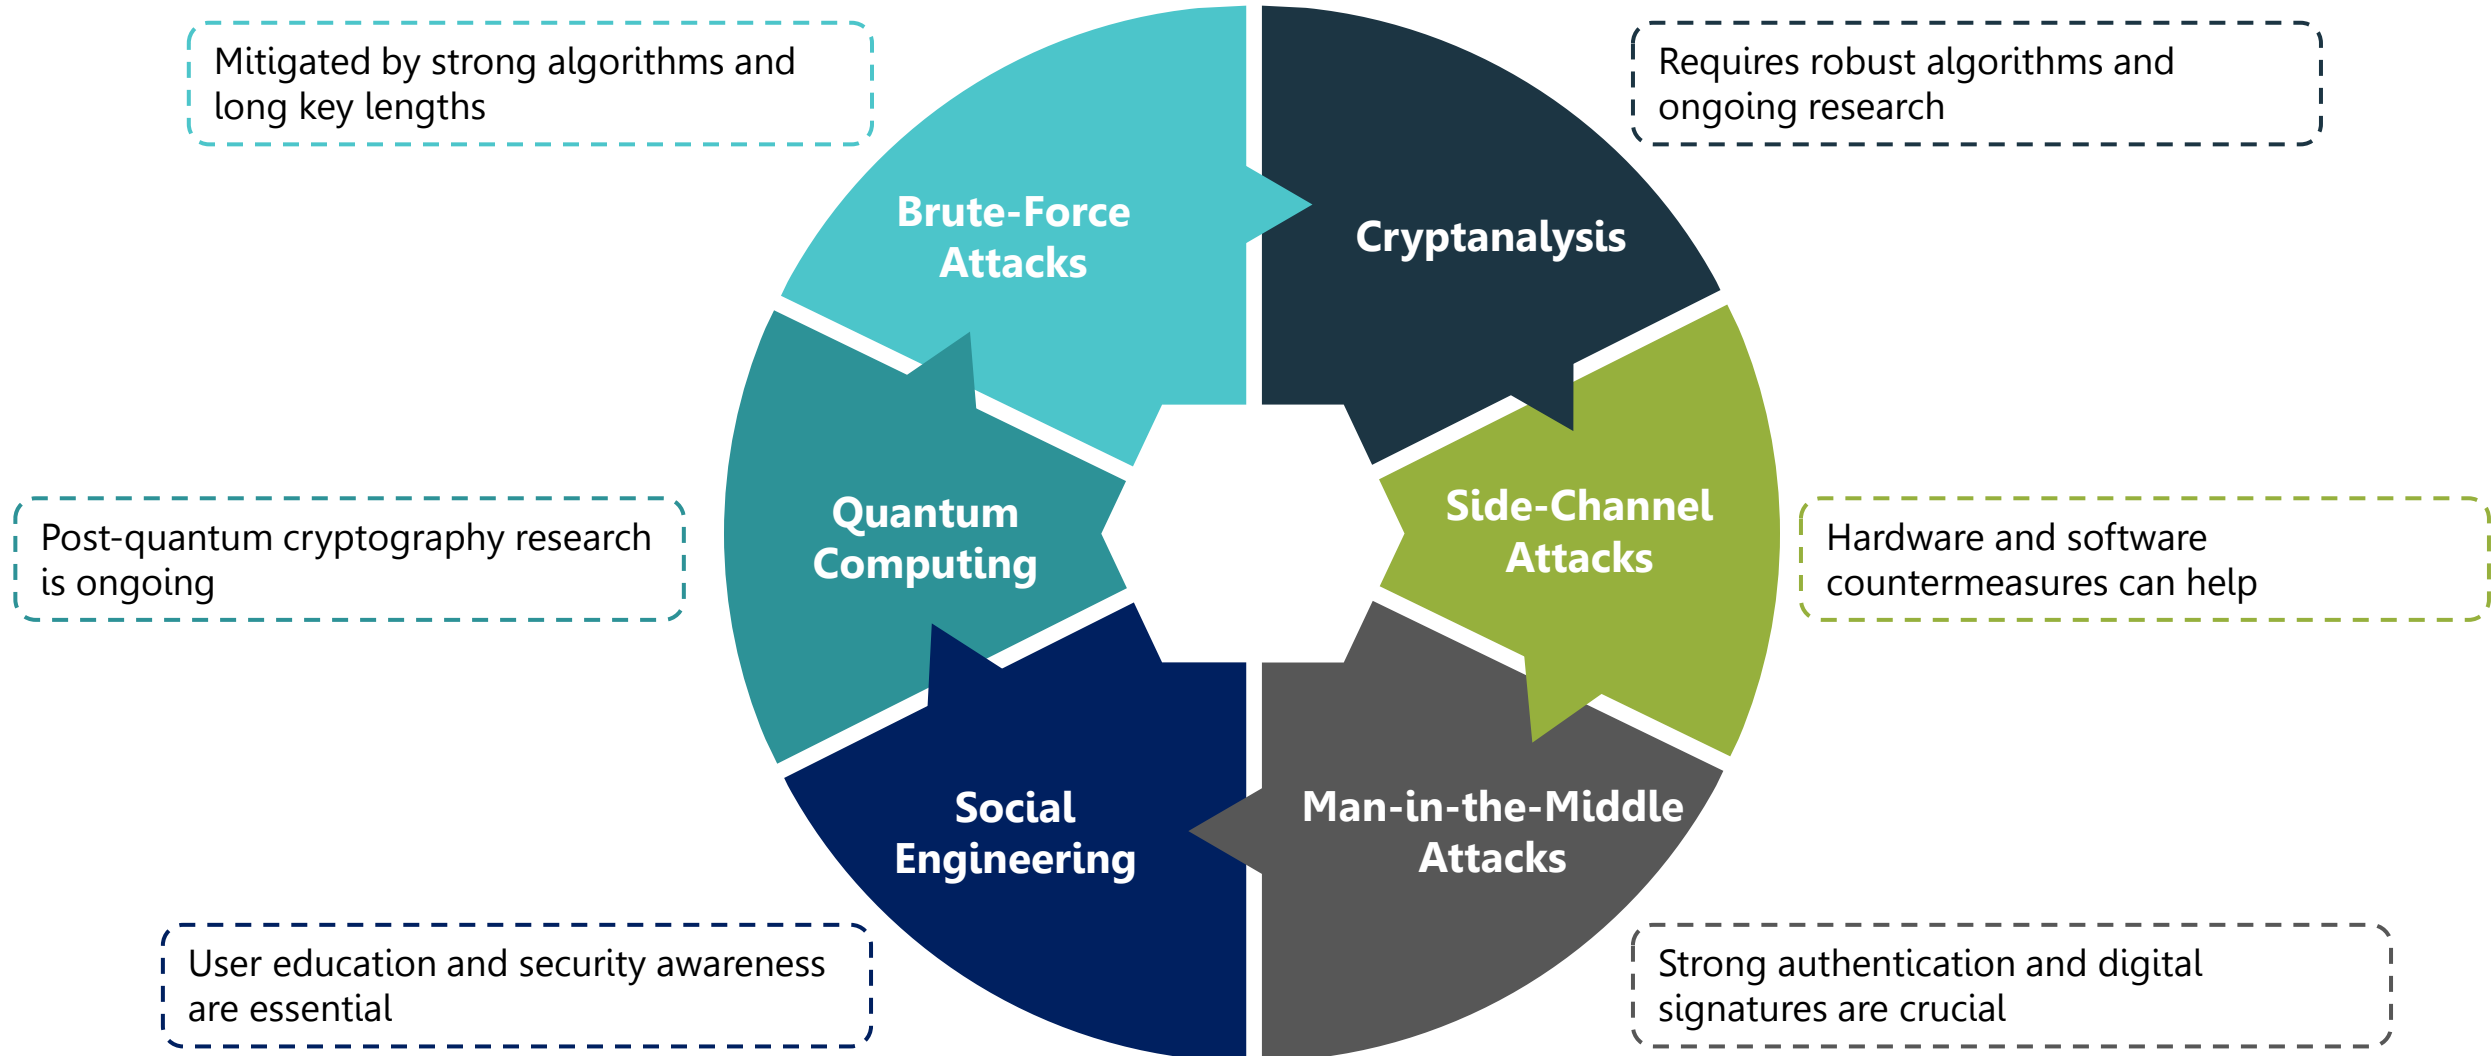 Mitigated by strong algorithms and
long key lengths
Requires robust algorithms and
ongoing research
Brute-Force
Attacks
Cryptanalysis
Post-quantum cryptography research
is ongoing
Quantum
Computing
Side-Channel
Attacks
Hardware and software
countermeasures can help
Social
Engineering
Man-in-the-Middle
Attacks
User education and security awareness
are essential
Strong authentication and digital
signatures are crucial